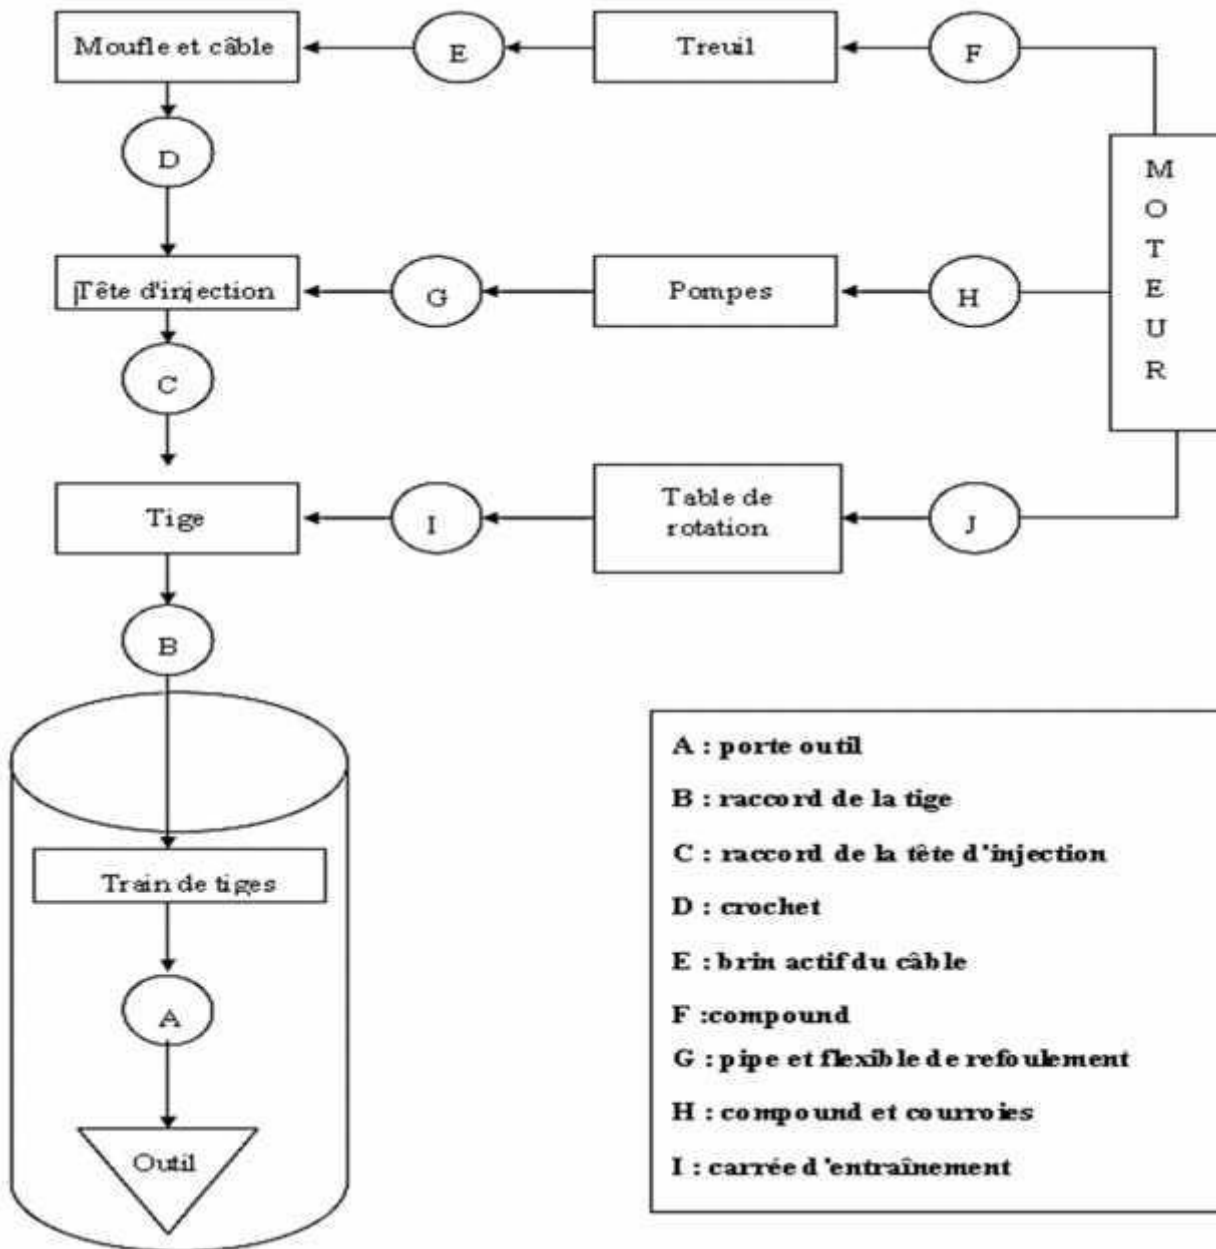 Moufle et câble
E
Treuil
F
D
M
O
T
E
U
R
Tête d'injection
G
Pompes
H
C
Tige
I
Table de
rotation
J
B
Train de tiges
A
Outil
A : porte outil
B : raccord de la tige
C : raccord de la tête d'injection
D : crochet
E : brin actif du câble
F :compound
G : pipe et flexible de refoulement
H : compound et courroies
I : carrée d'entraînement